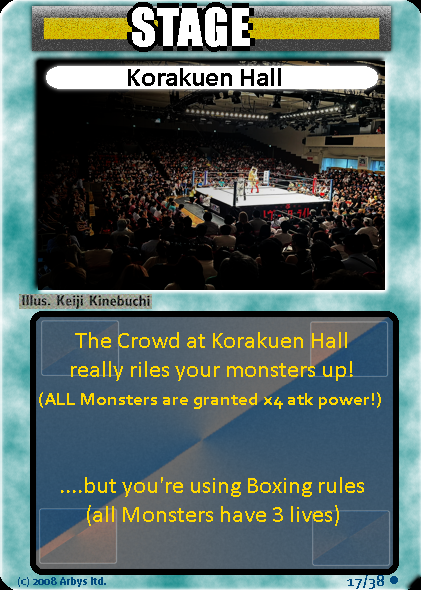 STAGE
Korakuen Hall
Illus. Keiji Kinebuchi
The Crowd at Korakuen Hall
really riles your monsters up!
(ALL Monsters are granted x4 atk power!)
....but you're using Boxing rules
(all Monsters have 3 lives)
(c) 2008 Arbys ltd.
17/38